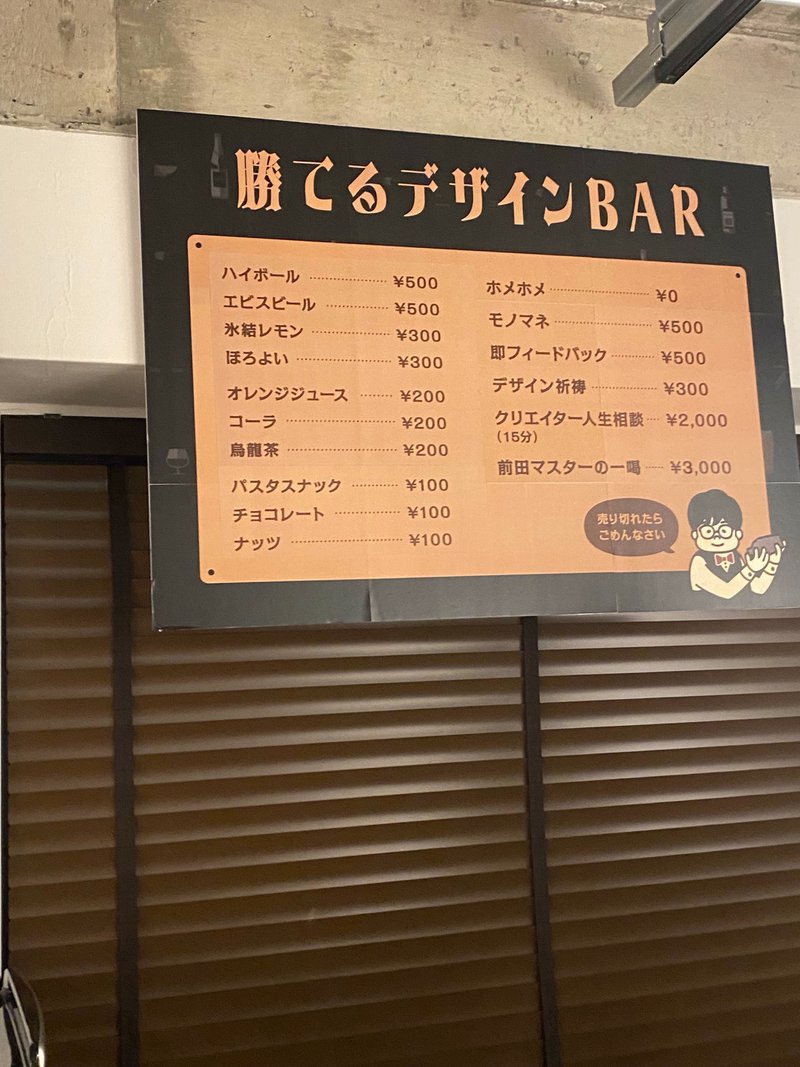 勝てるデザインBAR
ハイボール ¥500
エビスビール ¥500
氷結レモン ¥300
ほろよい ¥300
オレンジジュース ¥200
コーラ ¥200
烏龍茶 ¥200
パスタスナック ¥100
チョコレート ¥100
ナッツ ¥100
ホメホメ ¥0
モノマネ ¥500
即フィードバック ¥500
デザイン祈祷 ¥300
クリエイター人生相談 ¥2,000
(15分)
前田マスターの一喝 ¥3,000
売り切れたら
ごめんなさい